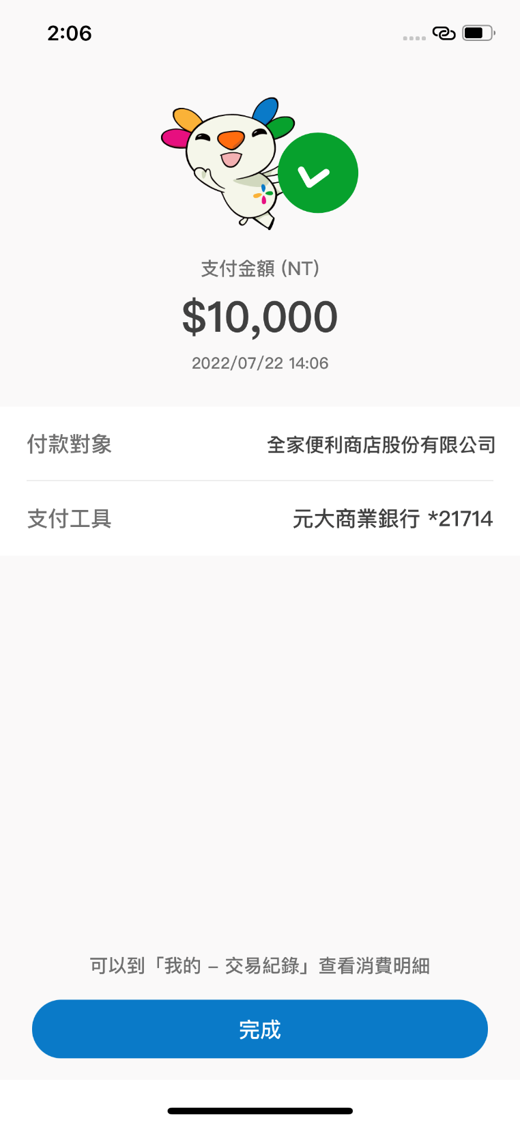 2:06
支付金額 (NT)
$10,000
2022/07/22 14:06
付款對象 全家便利商店股份有限公司
支付工具 元大商業銀行 *21714
可以到「我的 – 交易紀錄」查看消費明細
完成